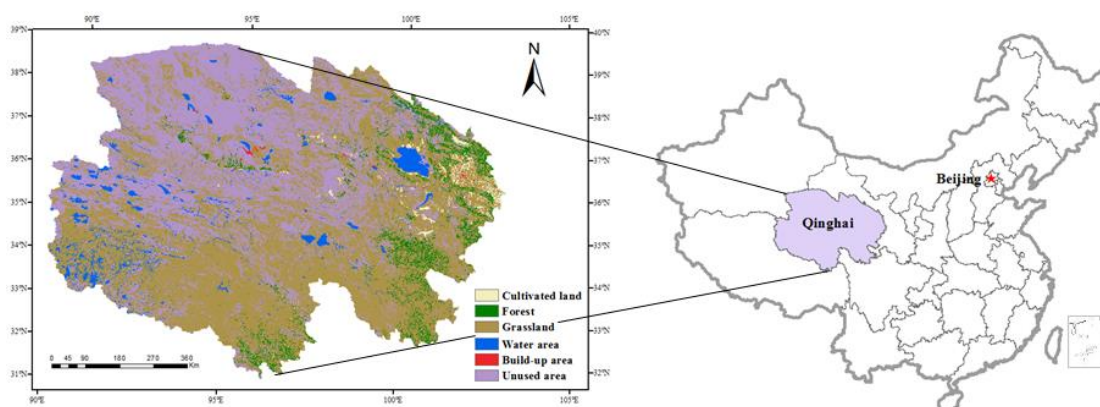 90°E 95°E 100°E 105°E
39°N 40°N
N
38°N 39°N
37°N 38°N
36°N 37°N
35°N 36°N
34°N 35°N
33°N 34°N
32°N 33°N
31°N 32°N
Cultivated land
Forest
Grassland
Water area
Build-up area
Unused area
0 45 90 180 270 360
Km
90°E 95°E 100°E 105°E
Beijing
Qinghai